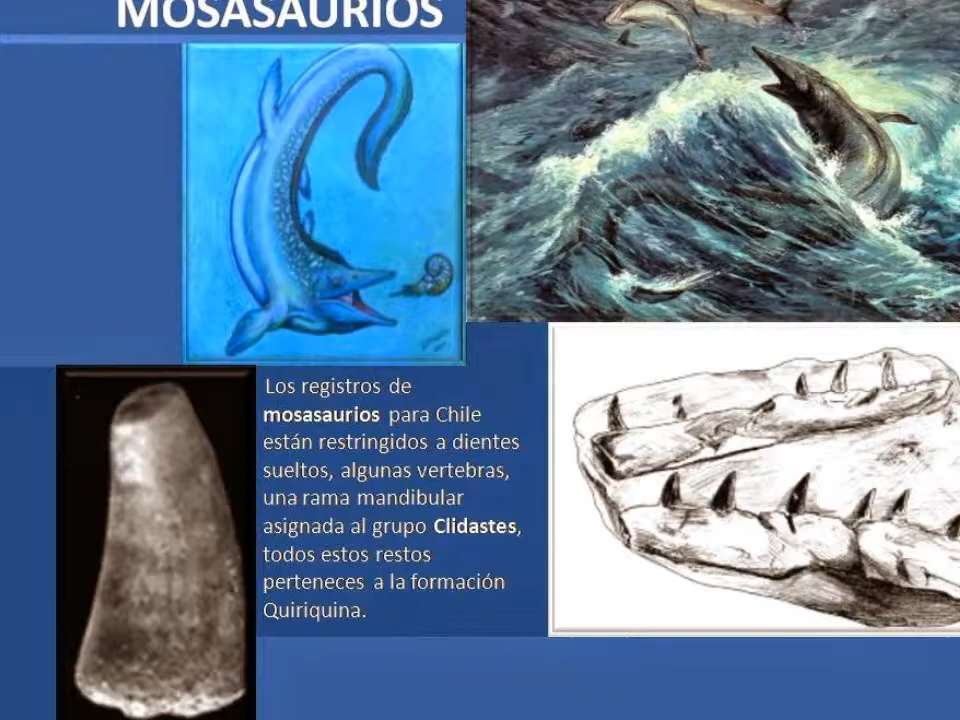 MOSASAURIOS
Los registros de
mosasaurios para Chile
están restringidos a dientes
sueltos, algunas vertebras,
una rama mandibular
asignada al grupo Clidastes,
todos estos restos
perteneces a la formación
Quiriquina.